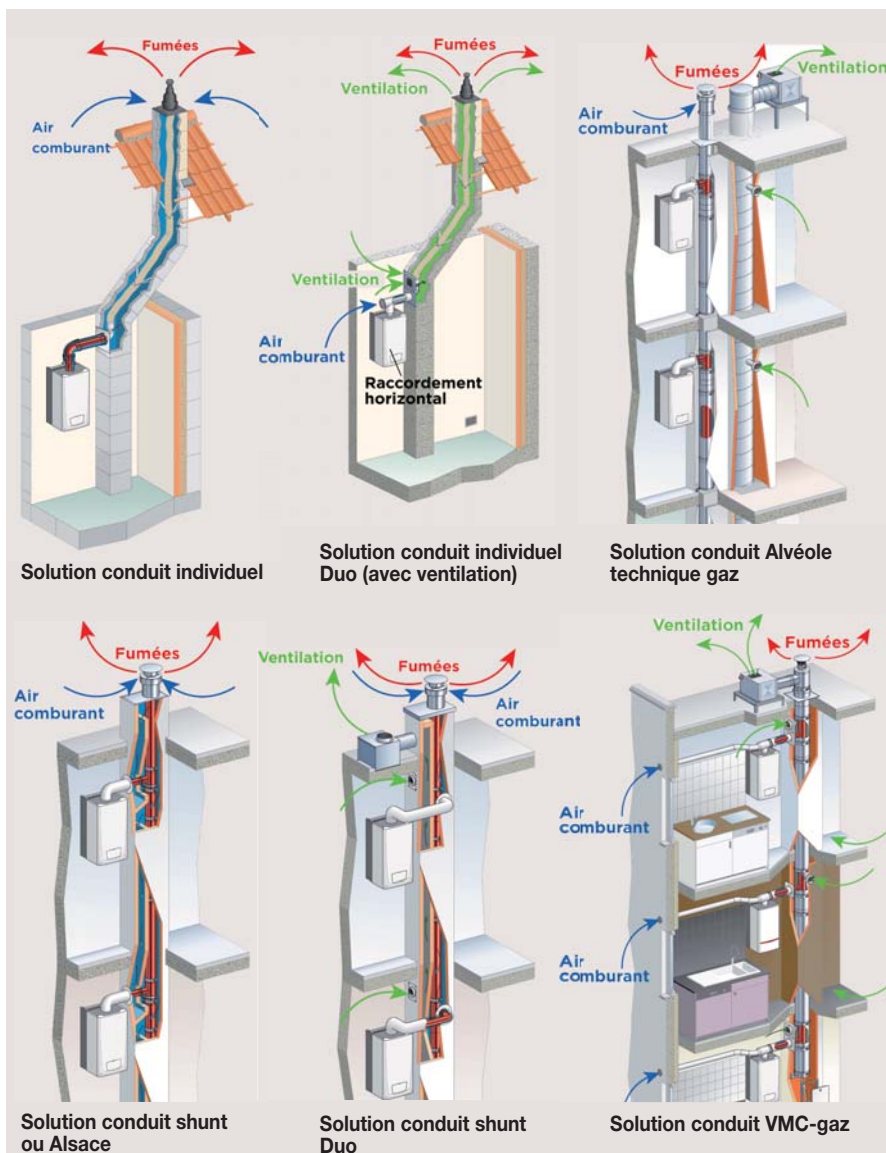 Fumées
Air
comburant
Solution conduit individuel
Fumées
Ventilation
Ventilation
Air
comburant
Raccordement
horizontal
Solution conduit individuel
Duo (avec ventilation)
Fumées
Ventilation
Air
comburant
Solution conduit Alvéole
technique gaz
Fumées
Air
comburant
Solution conduit shunt
ou Alsace
Ventilation
Fumées
Air
comburant
Solution conduit shunt
Duo
Ventilation
Fumées
Air
comburant
Air
comburant
Air
comburant
Solution conduit VMC-gaz